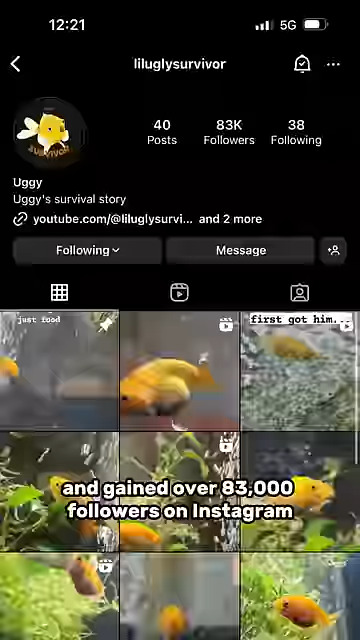 12:21
5G
liluglysurvivor
40
83K
38
Posts
Followers
Following
Uggy
Uggy's survival story
youtube.com/@liluglysurvi... and 2 more
Following
Message
just food
first got him...
and gained over 83,000
followers on Instagram